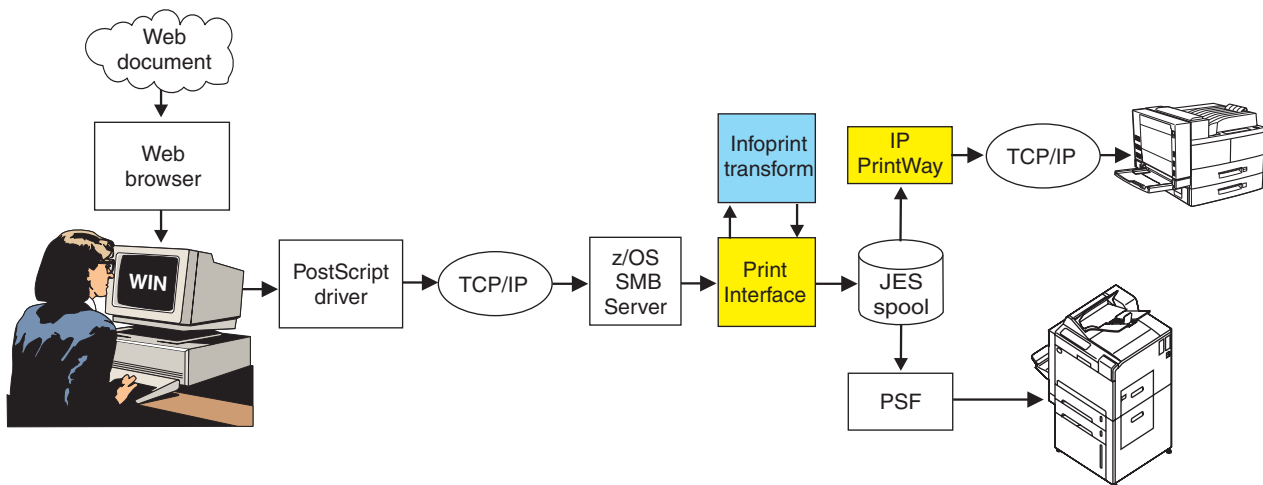 Web
document
Web
browser
WIN
PostScript
driver
TCP/IP
z/OS
SMB
Server
Infoprint
transform
Print
Interface
IP
PrintWay
TCP/IP
JES
spool
PSF